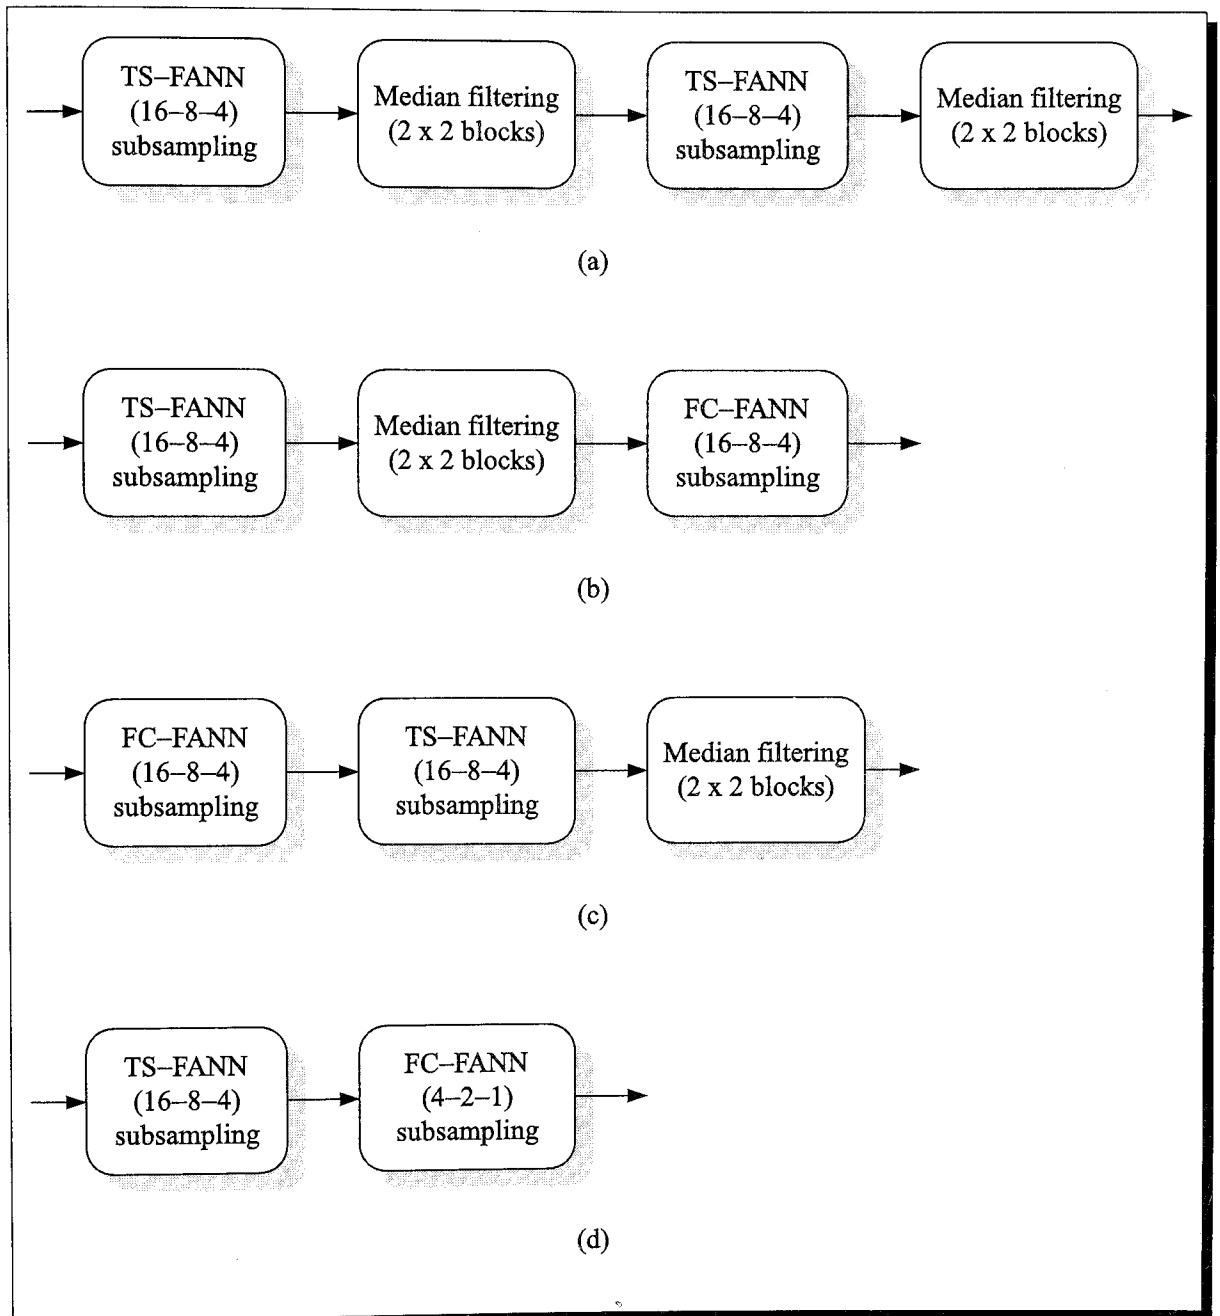 TS–FANN
(16–8–4)
subsampling
Median filtering
(2 x 2 blocks)
TS–FANN
(16–8–4)
subsampling
Median filtering
(2 x 2 blocks)
(a)
TS–FANN
(16–8–4)
subsampling
Median filtering
(2 x 2 blocks)
FC–FANN
(16–8–4)
subsampling
(b)
FC–FANN
(16–8–4)
subsampling
TS–FANN
(16–8–4)
subsampling
Median filtering
(2 x 2 blocks)
(c)
TS–FANN
(16–8–4)
subsampling
FC–FANN
(4–2–1)
subsampling
(d)